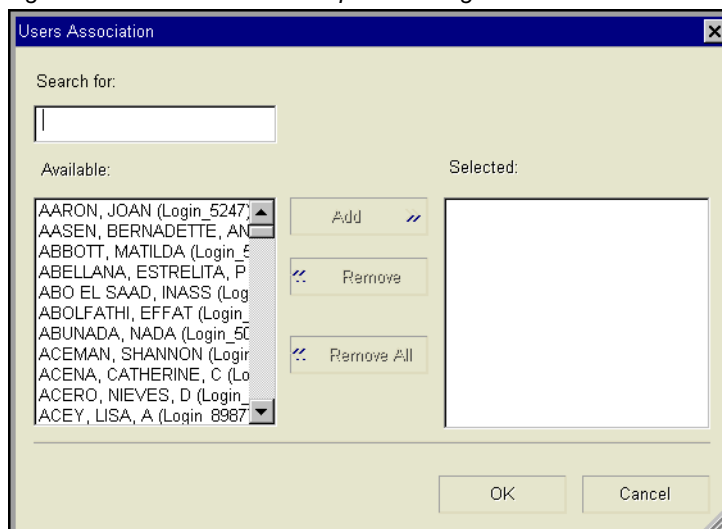 Users Association
Search for:
Available:
Selected:
AARON, JOAN (Login_5247)
AASEN, BERNADETTE, AN
ABBOTT, MATILDA (Login_5
ABELLANA, ESTRELITA, P
ABO EL SAAD, INASS (Log
ABOLFATHI, EFFAT (Login_
ABUNADA, NADA (Login_50
ACEMAN, SHANNON (Login
ACENA, CATHERINE, C (Lo
ACERO, NIEVES, D (Login_
ACEY, LISA, A (Login_8987
Add
Remove
Remove All
OK
Cancel